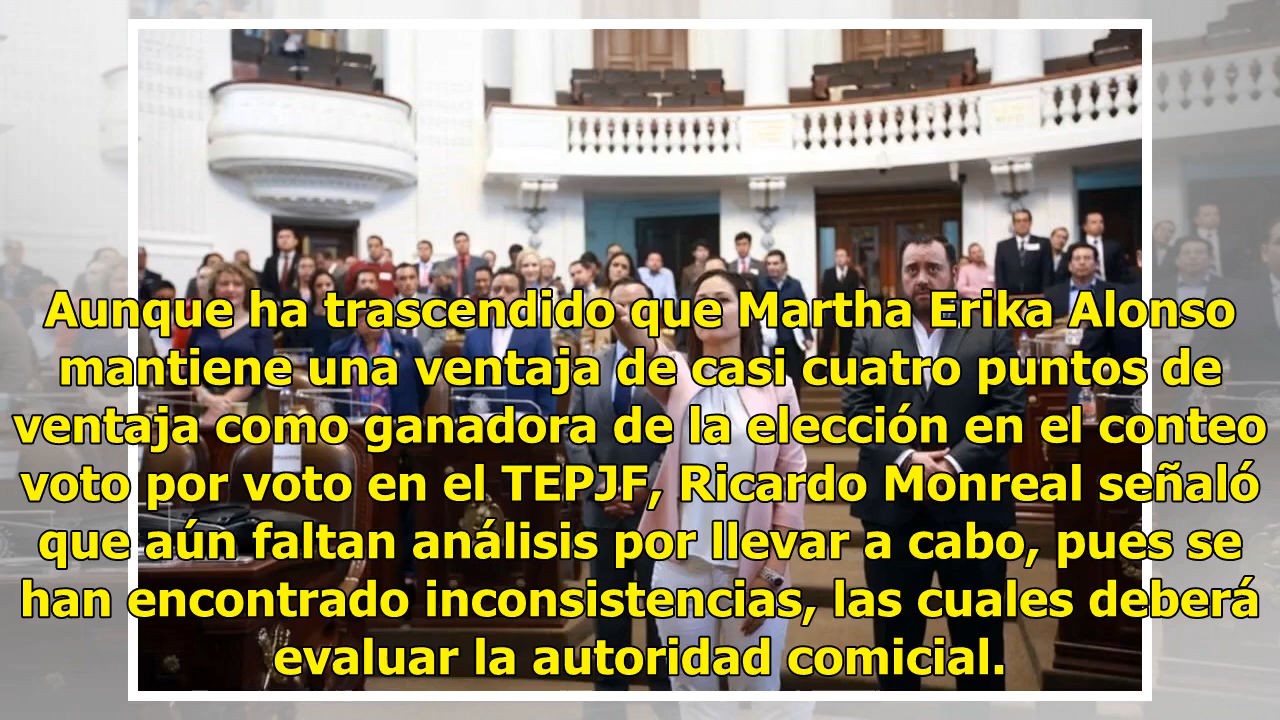 Aunque ha trascendido que Martha Erika Alonso
mantiene una ventaja de casi cuatro puntos de
ventaja como ganadora de la elección en el conteo
voto por voto en el TEPJF, Ricardo Monreal señaló
que aún faltan análisis por llevar a cabo, pues se
han encontrado inconsistencias, las cuales deberá
evaluar la autoridad comicial.